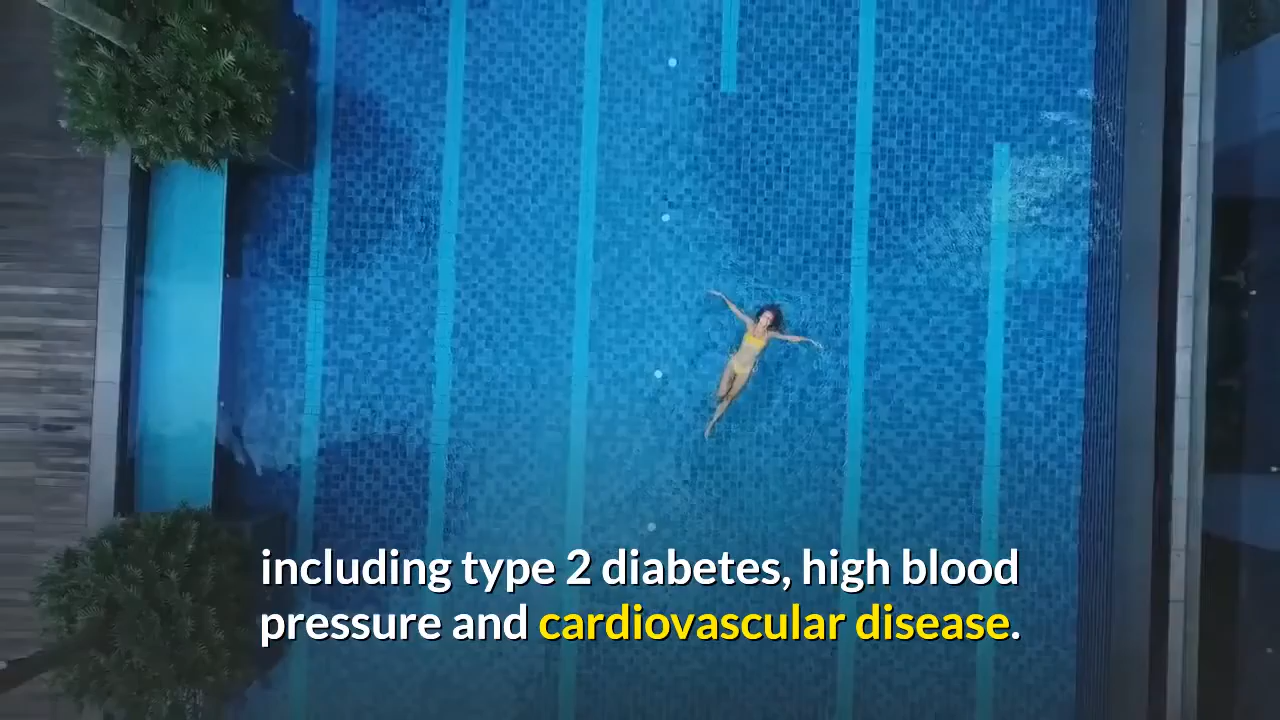 including type 2 diabetes, high blood
pressure and cardiovascular disease.